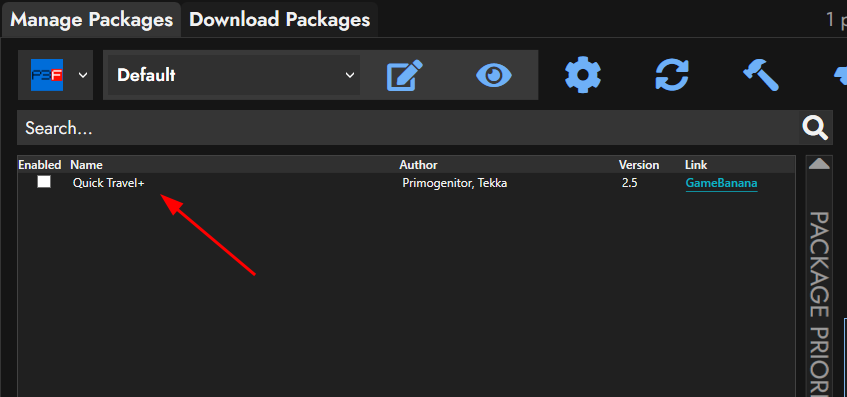 Manage Packages Download Packages 1 p
P5F Default
Search...
Enabled Name Author Version Link
Quick Travel+ Primogenitor, Tekka 2.5 GameBanana
PACKAGE PRIORI